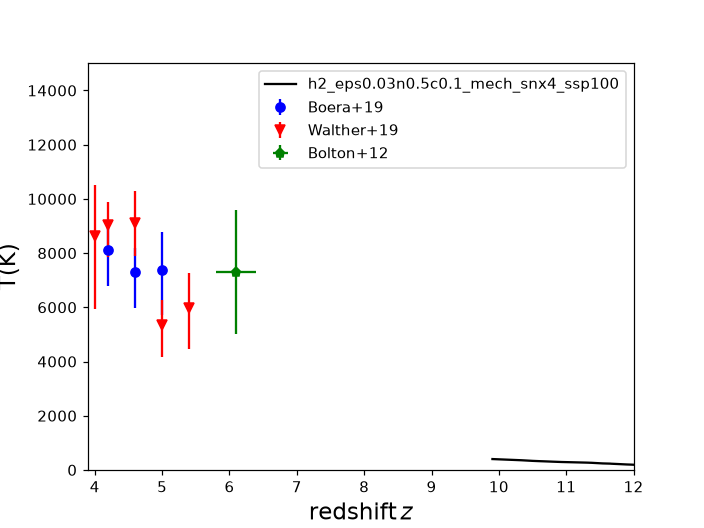 14000
12000
10000
8000
6000
4000
2000
0
T(K)
h2_eps0.03n0.5c0.1_mech_snx4_ssp100
Boera+19
Walther+19
Bolton+12
4 5 6 7 8 9 10 11 12
redshift z